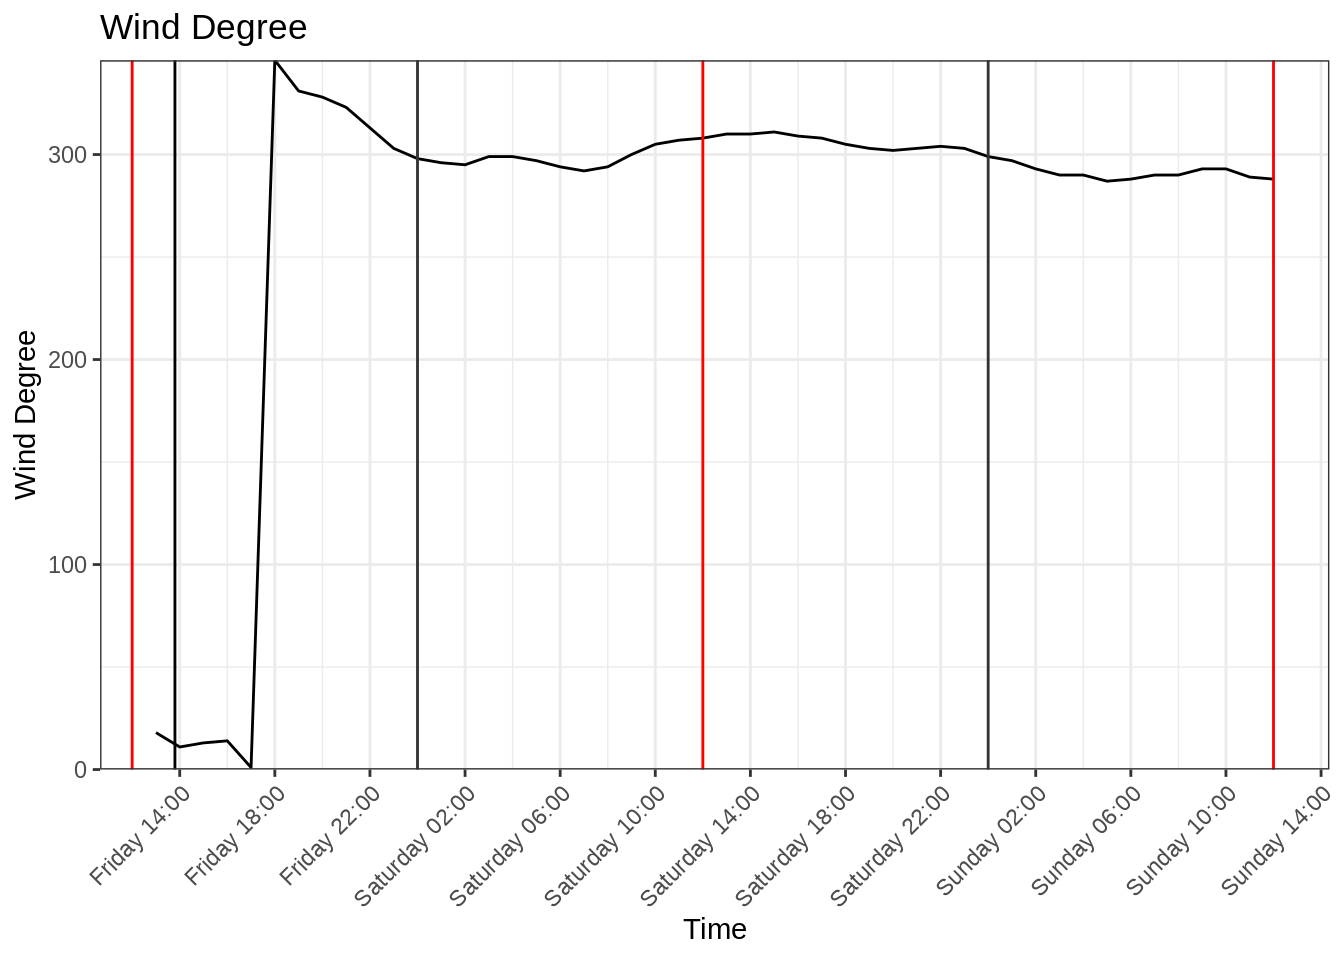 Wind Degree
Wind Degree
300
200
100
0
Friday 14:00
Friday 18:00
Friday 22:00
Saturday 02:00
Saturday 06:00
Saturday 10:00
Saturday 14:00
Saturday 18:00
Saturday 22:00
Sunday 02:00
Sunday 06:00
Sunday 10:00
Sunday 14:00
Time